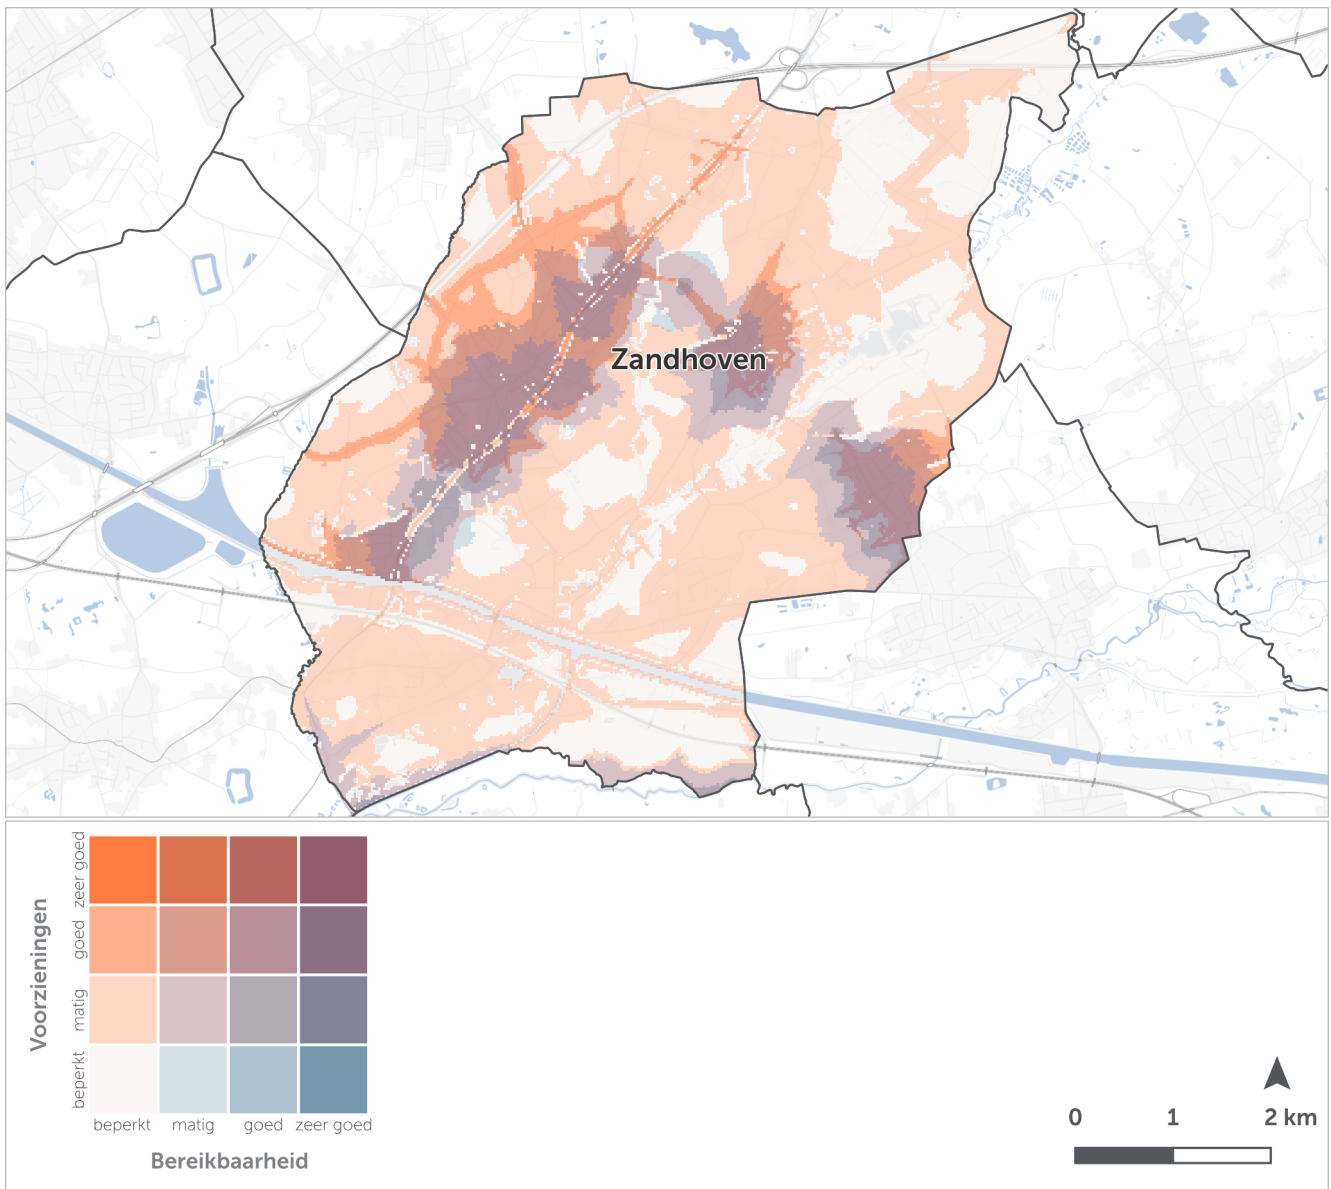 Zandhoven
Voorzieningen
zeer goed
goed
matig
beperkt
beperkt matig goed zeer goed
Bereikbaarheid
0 1 2 km